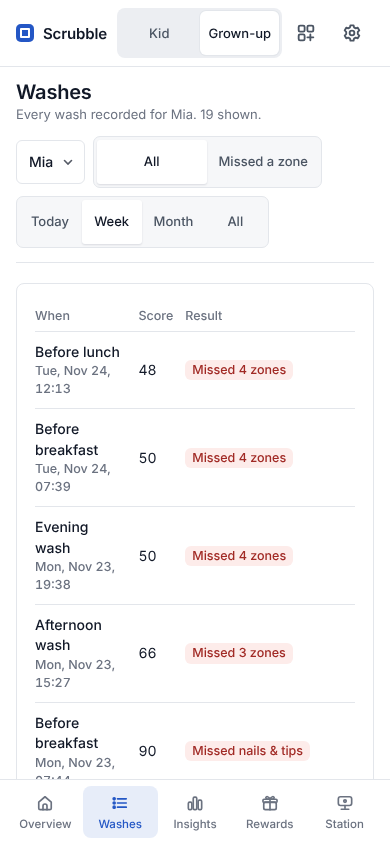 Scrubble
Kid
Grown-up
Washes
Every wash recorded for Mia. 19 shown.
Mia
All
Missed a zone
Today
Week
Month
All
When
Score
Result
Before lunch
Tue, Nov 24,
12:13
48
Missed 4 zones
Before
breakfast
Tue, Nov 24,
07:39
50
Missed 4 zones
Evening
wash
Mon, Nov 23,
19:38
50
Missed 4 zones
Afternoon
wash
Mon, Nov 23,
15:27
66
Missed 3 zones
Before
breakfast
Mon, Nov 23,
90
Missed nails & tips
Overview
Washes
Insights
Rewards
Station